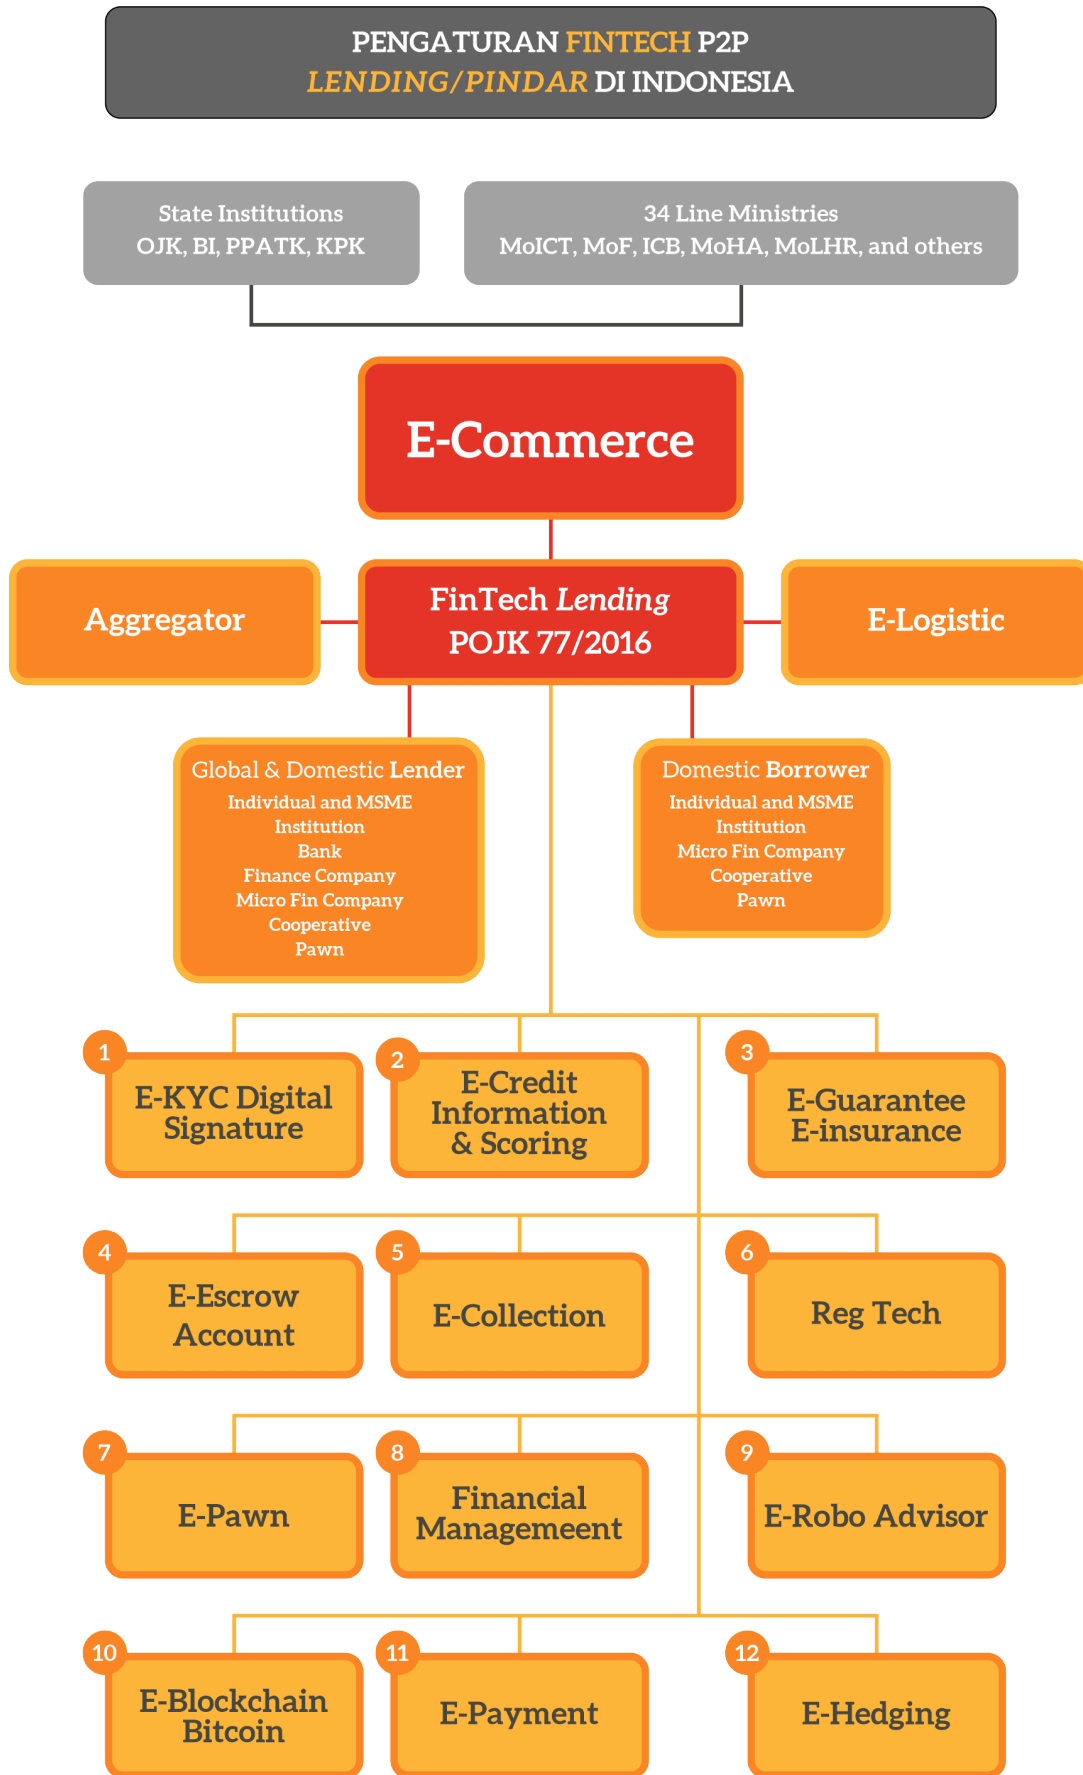 PENGATURAN FINTECH P2P
LENDING/PINDAR DI INDONESIA
State Institutions
OJK, BI, PPATK, KPK
34 Line Ministries
MoICT, MoF, ICB, MoHA, MoLHR, and others
E-Commerce
Aggregator
FinTech Lending
POJK 77/2016
E-Logistic
Global & Domestic Lender
Individual and MSME
Institution
Bank
Finance Company
Micro Fin Company
Cooperative
Pawn
Domestic Borrower
Individual and MSME
Institution
Micro Fin Company
Cooperative
Pawn
1
E-KYC Digital
Signature
2
E-Credit
Information
& Scoring
3
E-Guarantee
E-insurance
4
E-Escrow
Account
5
E-Collection
6
Reg Tech
7
E-Pawn
8
Financial
Managemeent
9
E-Robo Advisor
10
E-Blockchain
Bitcoin
11
E-Payment
12
E-Hedging